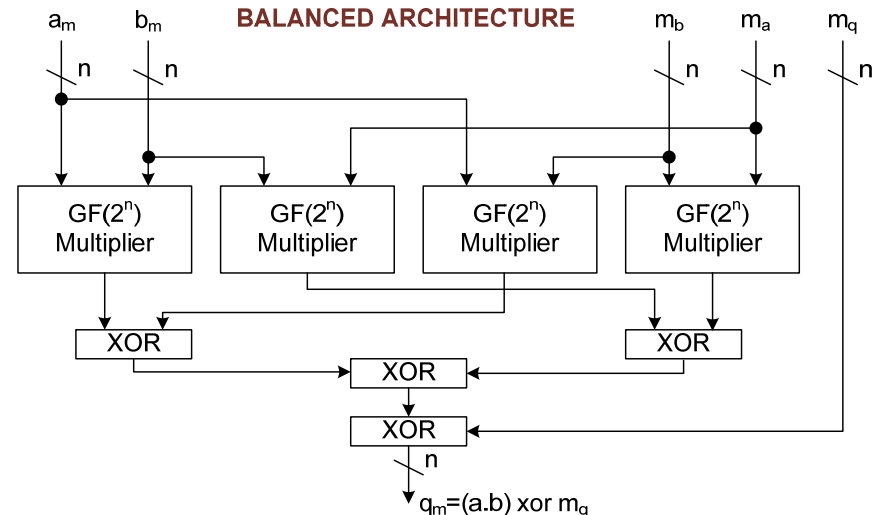 BALANCED ARCHITECTURE
a_m b_m m_b m_a m_q
n n n n n
GF(2^n) GF(2^n) GF(2^n) GF(2^n)
Multiplier Multiplier Multiplier Multiplier
XOR XOR
XOR
XOR
n
q_m=(a.b) xor m_q